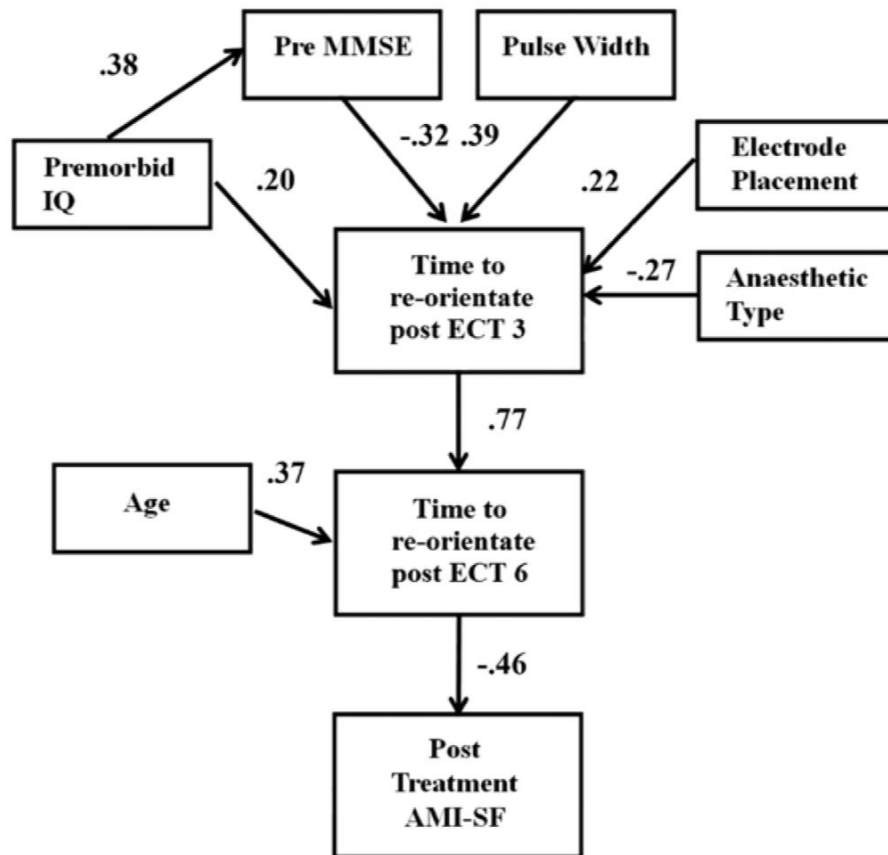 Pre MMSE
Pulse Width
.38
-.32 .39
Premorbid
IQ
.20
Electrode
Placement
.22
Time to
re-orientate
post ECT 3
-.27
Anaesthetic
Type
.77
Age
.37
Time to
re-orientate
post ECT 6
-.46
Post
Treatment
AMI-SF